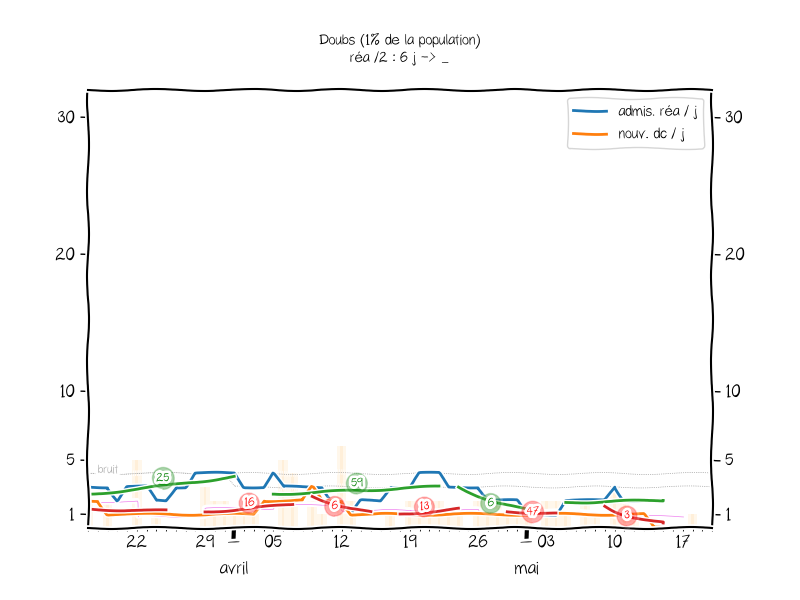 Doubs (1% de la population)
réa /2 : 6 j -> _
admis. réa / j
nouv. dc / j
30
30
20
20
10
10
bruit
5
5
1
1
25
59
16
6
13
6
47
3
22 29 05 12 19 26 03 10 17
avril mai